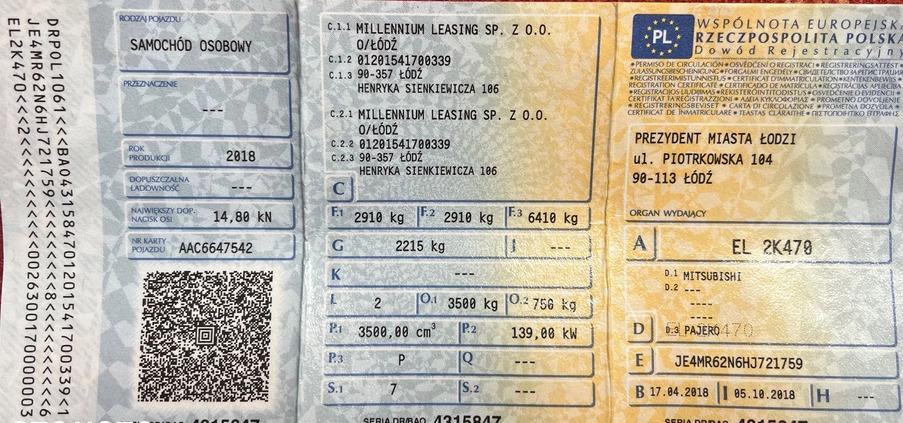 DRPOL1061<<BA04315847012015417003 39<1
JE4MR62N6HJ721759<<<<<<8<<<<<<<<<<6
EL2K470<<2<<<<<<<<<<002630017000003
RODZAJ POJAZDU
SAMOCHÓD OSOBOWY
PRZEZNACZENIE
---
ROK PRODUKCJI 2018
DOPUSZCZALNA ŁADOWNOŚĆ ---
NAJWIĘKSZY DOP. NACISK OSI 14,80 kN
NR KARTY POJAZDU AAC6647542
C.1.1 MILLENNIUM LEASING SP. Z O.O.
O/ŁÓDŹ
C.1.2 01201541700339
C.1.3 90-357 ŁÓDŹ
HENRYKA SIENKIEWICZA 106
C.2.1 MILLENNIUM LEASING SP. Z O.O.
O/ŁÓDŹ
C.2.2 01201541700339
C.2.3 90-357 ŁÓDŹ
HENRYKA SIENKIEWICZA 106
C
F.1 2910 kg F.2 2910 kg F.3 6410 kg
G 2215 kg J ---
K ---
L 2 O.1 3500 kg O.2 750 kg
P.1 3500,00 cm³ P.2 139,00 kW
P.3 P Q ---
S.1 7 S.2 ---
SERIA DR/BAO 4315847
PL
WSPÓLNOTA EUROPEJSKA
RZECZPOSPOLITA POLSKA
Dowód Rejestracyjny
PREZYDENT MIASTA ŁODZI
ul. PIOTRKOWSKA 104
90-113 ŁÓDŹ
ORGAN WYDAJĄCY
A EL 2K470
D.1 MITSUBISHI
D.2 ---
----
----
D D.3 PAJERO
E JE4MR62N6HJ721759
B 17.04.2018 I 05.10.2018 H ---
4315847